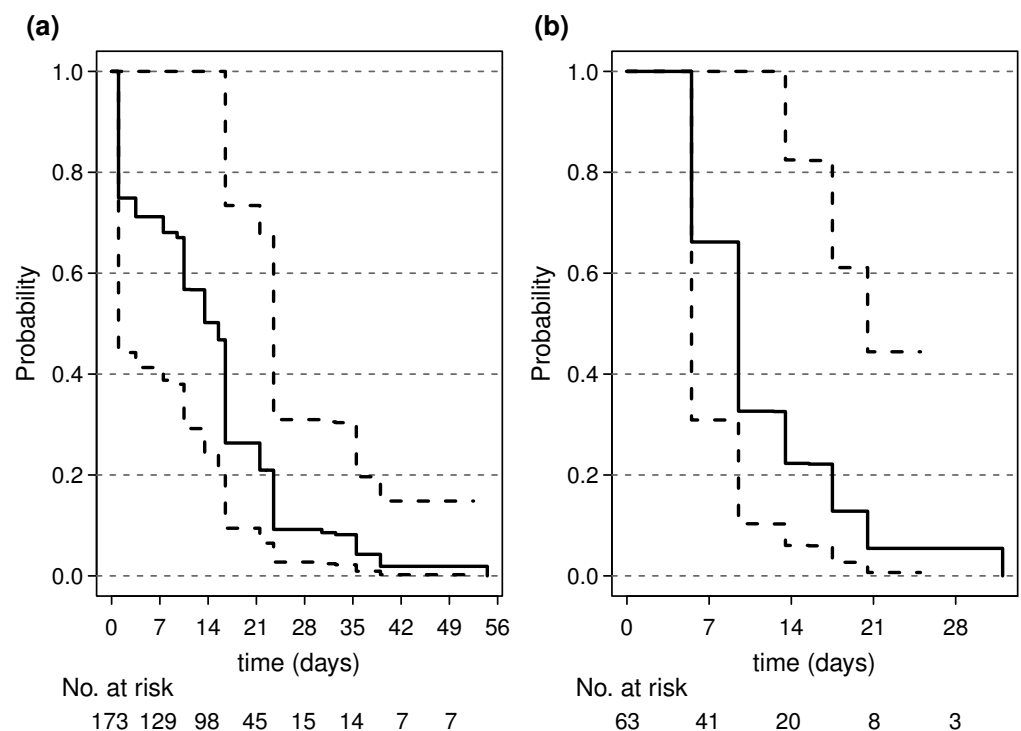 (a)
1.0
0.8
0.6
0.4
0.2
0.0
Probability
0 7 14 21 28 35 42 49 56
time (days)
No. at risk
173 129 98 45 15 14 7 7
(b)
1.0
0.8
0.6
0.4
0.2
0.0
Probability
0 7 14 21 28
time (days)
No. at risk
63 41 20 8 3